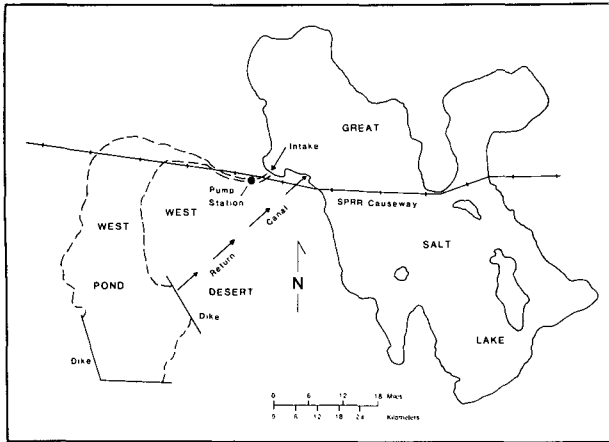 GREAT
Intake
Pump
Station
WEST
WEST
SPRR Causeway
Return Canal
SALT
POND
DESERT
N
Dike
LAKE
Dike
0 6 12 18 Miles
0 6 12 18 24 Kilometers